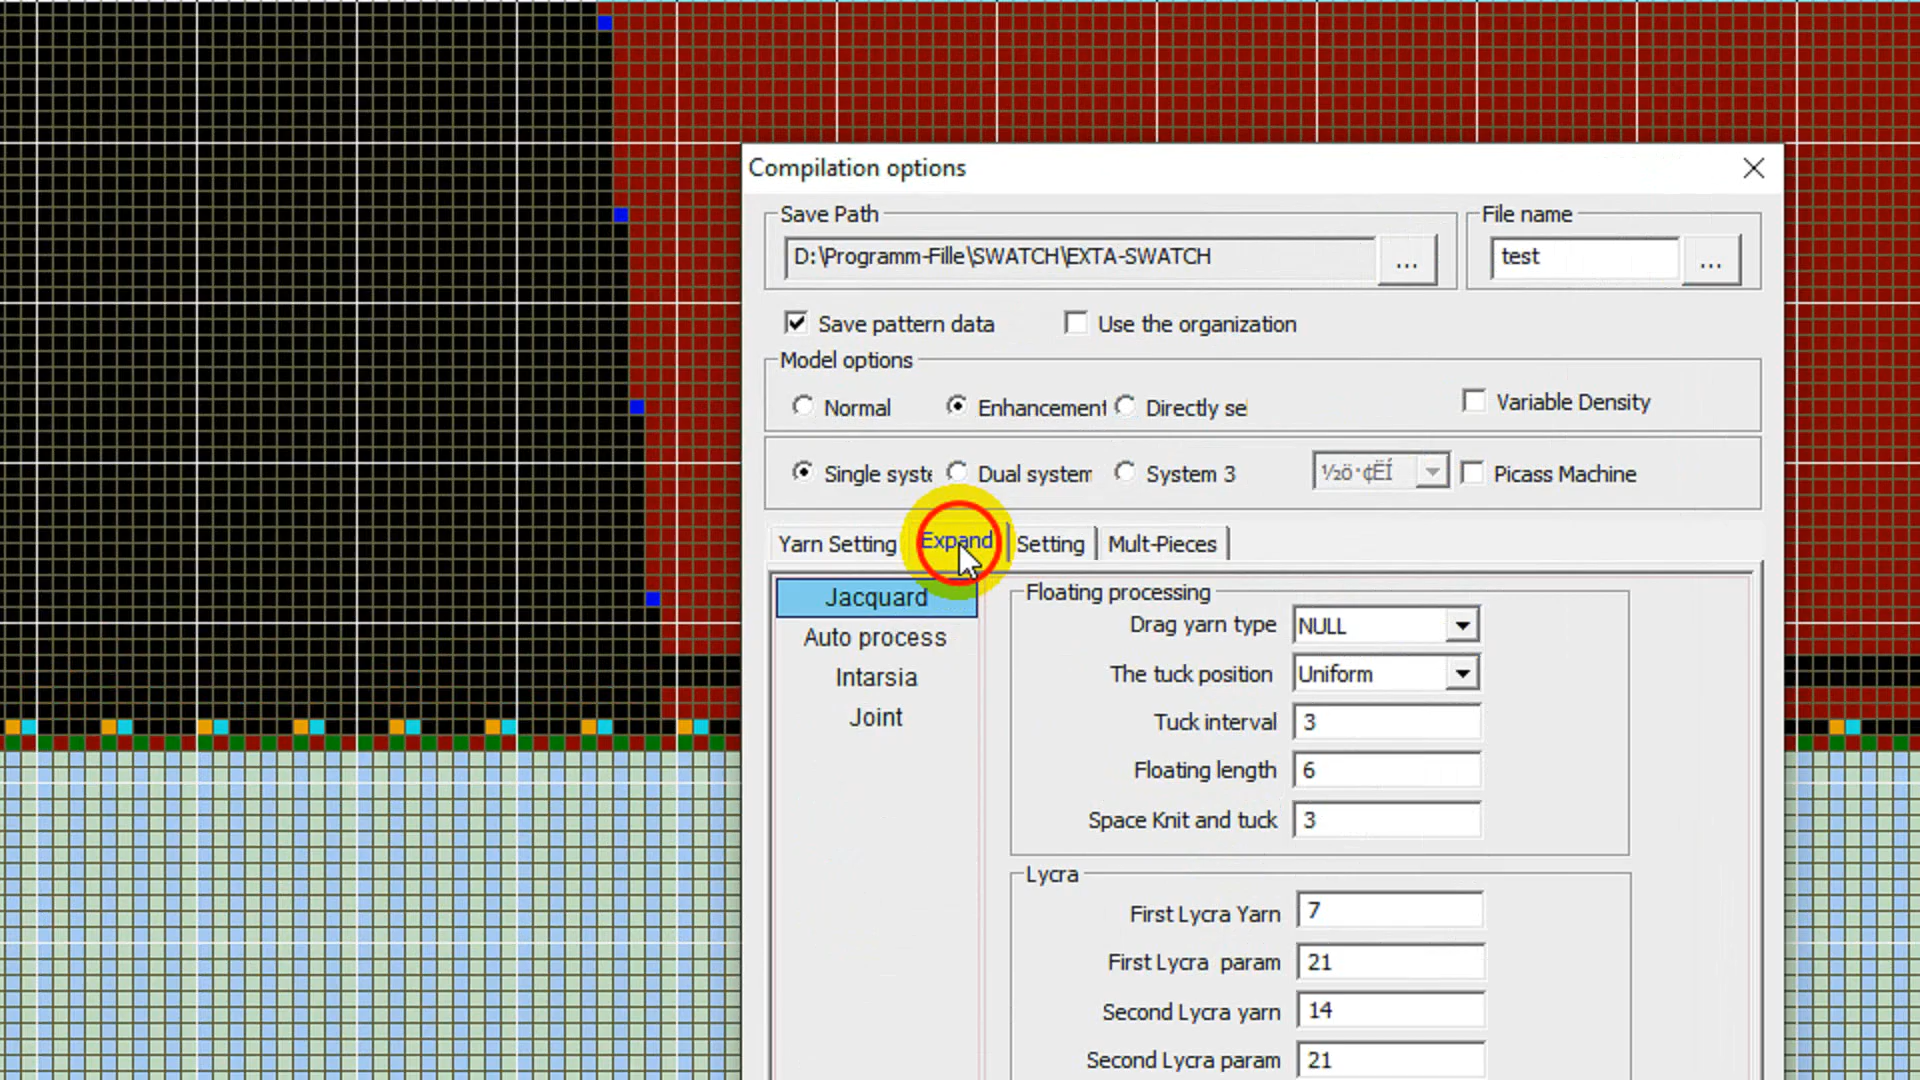 Compilation options
Save Path
D:\Programm-Fille\SWATCH\EXTA-SWATCH
...
File name
test
...
Save pattern data
Use the organization
Model options
Normal
Enhancement
Directly sel
Variable Density
Single syste
Dual system
System 3
½ö·¢ËÍ
Picass Machine
Yarn Setting
Expand
Setting
Mult-Pieces
Jacquard
Auto process
Intarsia
Joint
Floating processing
Drag yarn type
NULL
The tuck position
Uniform
Tuck interval
3
Floating length
6
Space Knit and tuck
3
Lycra
First Lycra Yarn
7
First Lycra param
21
Second Lycra yarn
14
Second Lycra param
21